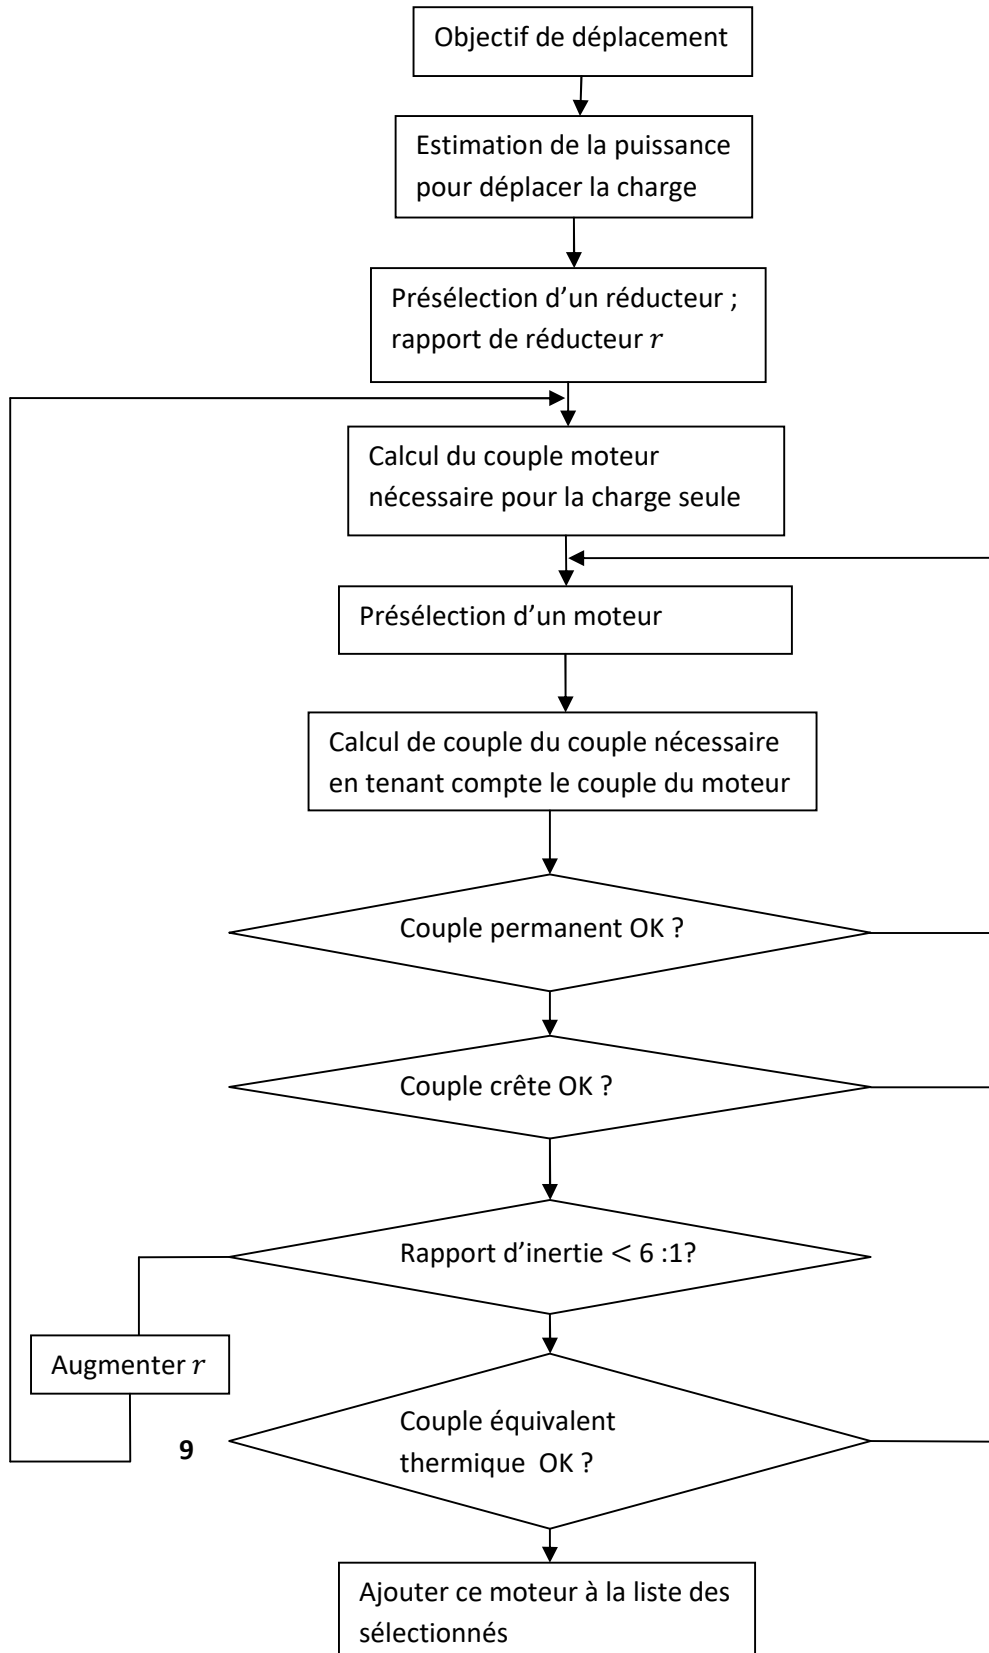 Objectif de déplacement
Estimation de la puissance
pour déplacer la charge
Présélection d’un réducteur ;
rapport de réducteur r
Calcul du couple moteur
nécessaire pour la charge seule
Présélection d’un moteur
Calcul de couple du couple nécessaire
en tenant compte le couple du moteur
Couple permanent OK ?
Couple crête OK ?
Rapport d’inertie < 6 :1?
Augmenter r
9
Couple équivalent
thermique  OK ?
Ajouter ce moteur à la liste des
sélectionnés